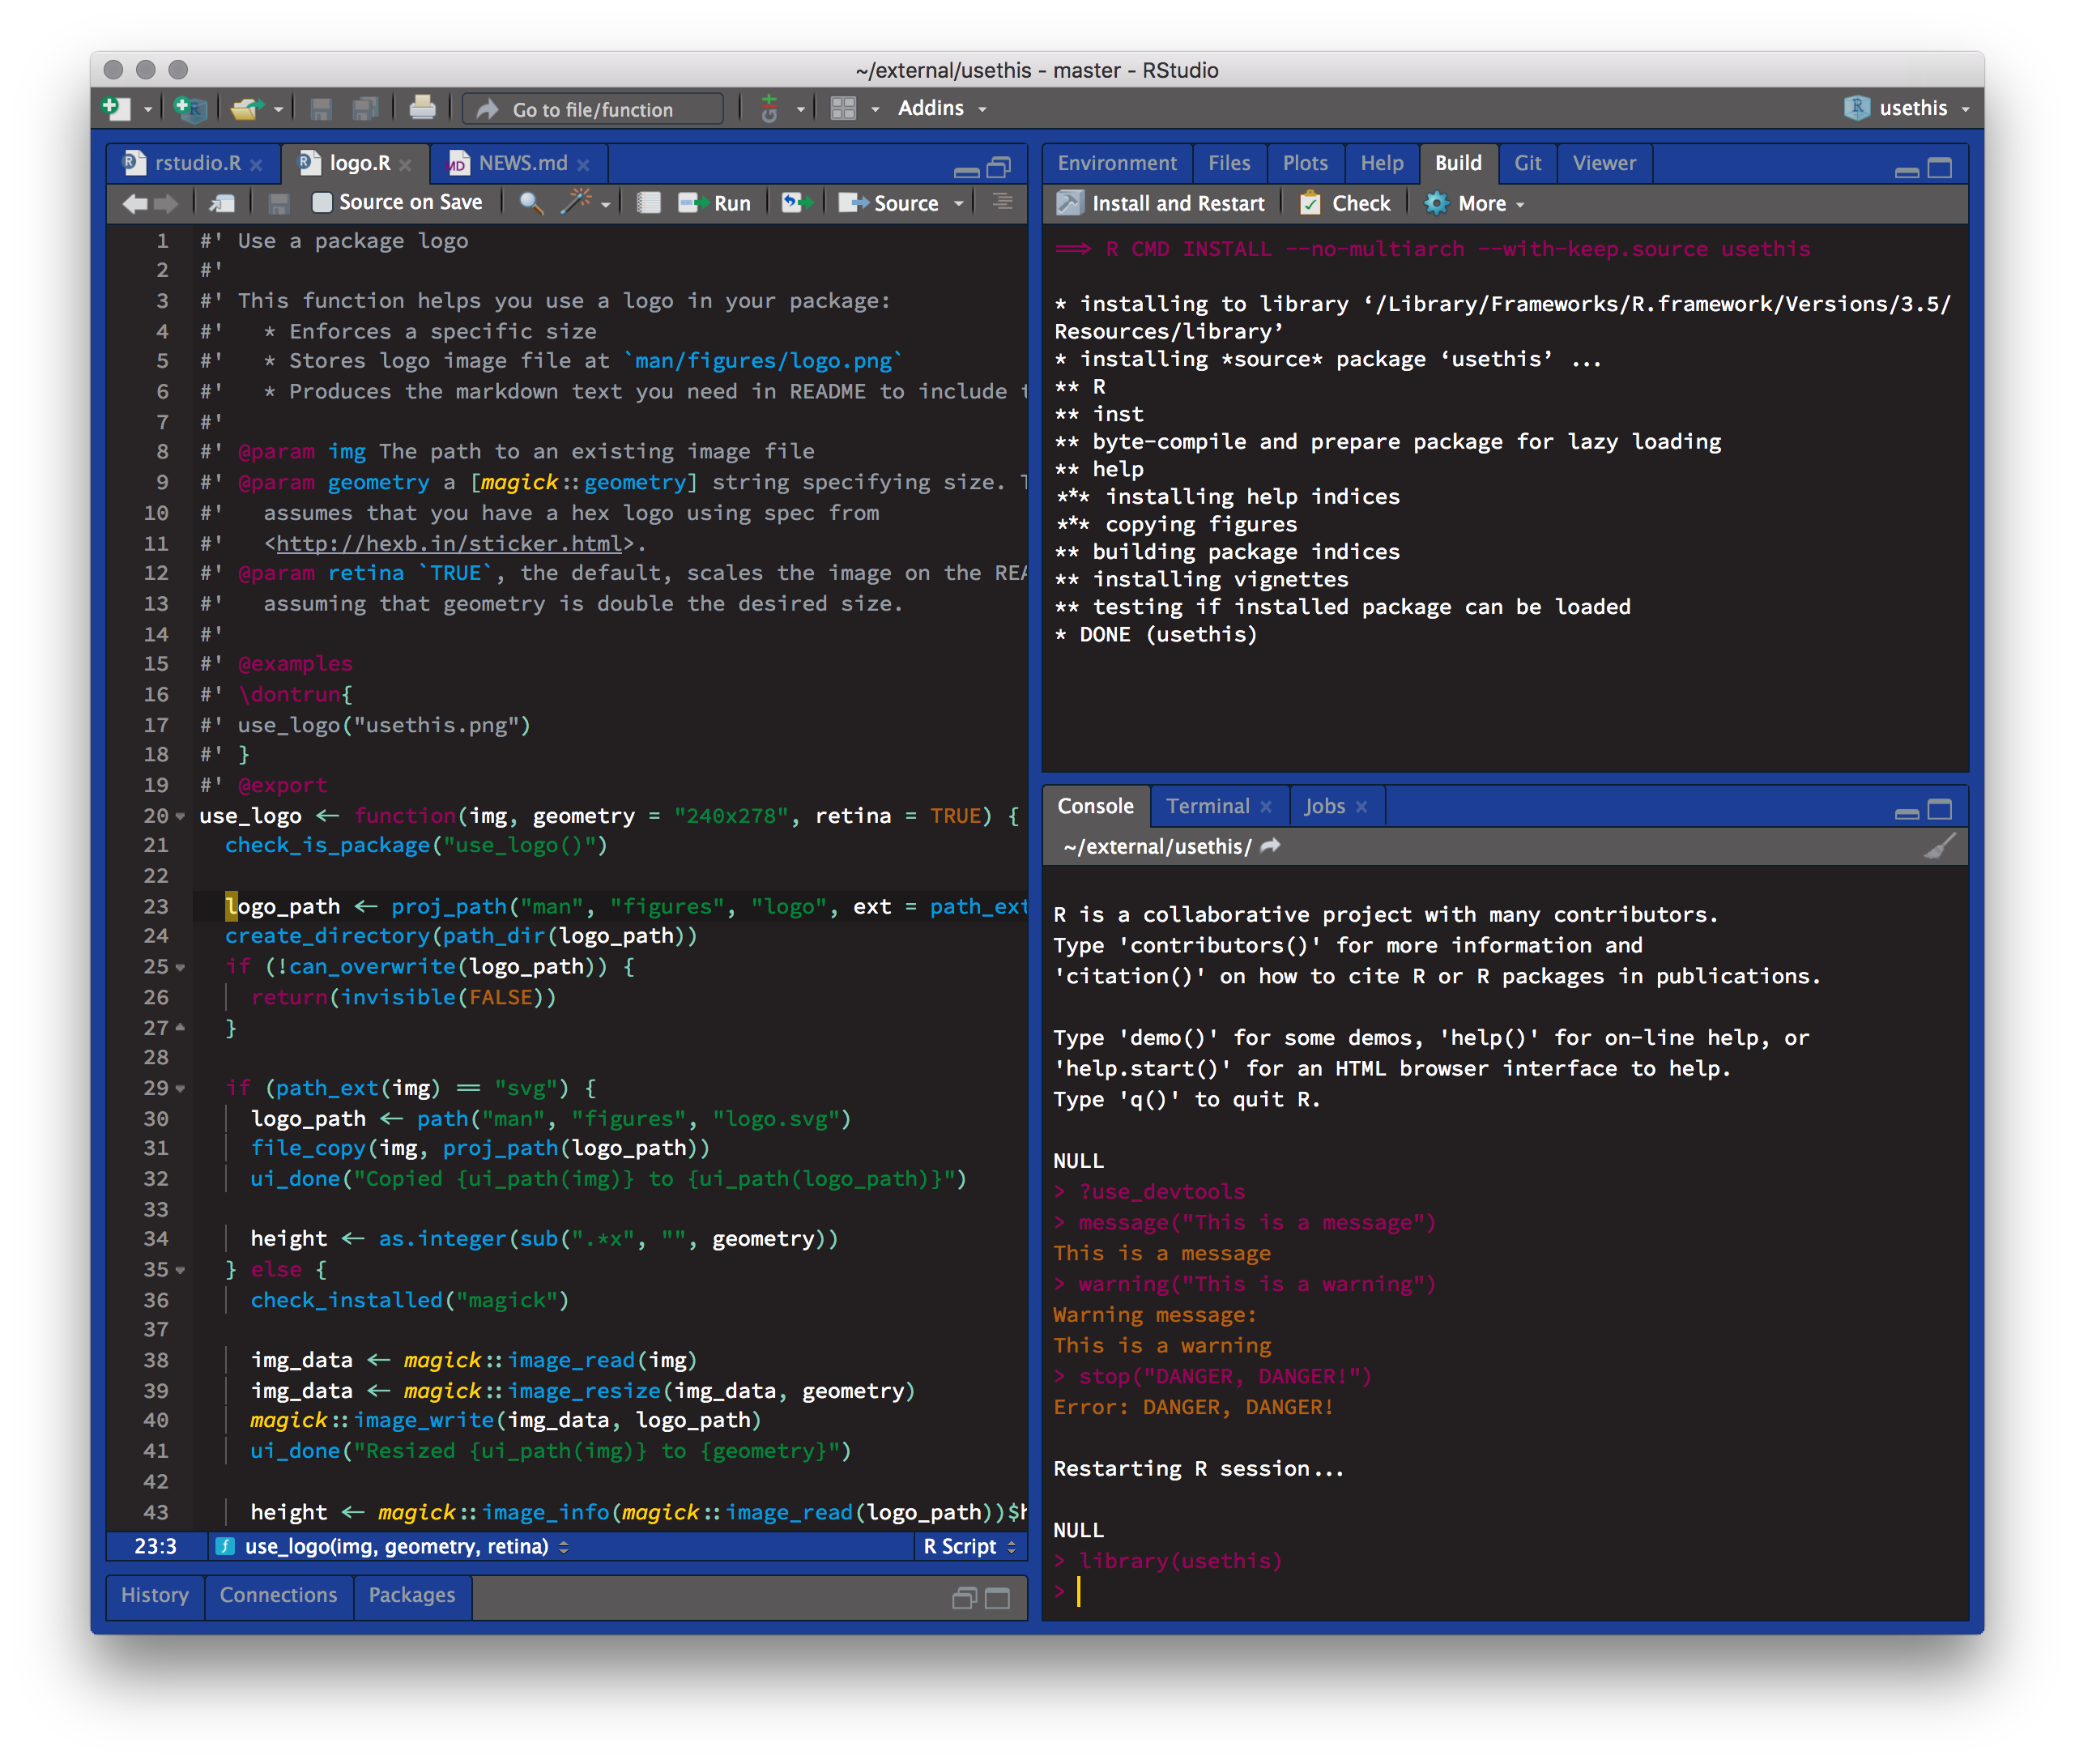 ~/external/usethis - master - RStudio
Go to file/function
Addins
usethis
rstudio.R
logo.R
MD NEWS.md
Source on Save
Run
Source
1 #' Use a package logo
2 #'
3 #' This function helps you use a logo in your package:
4 #'   * Enforces a specific size
5 #'   * Stores logo image file at `man/figures/logo.png`
6 #'   * Produces the markdown text you need in README to include t
7 #'
8 #' @param img The path to an existing image file
9 #' @param geometry a [magick::geometry] string specifying size. T
10 #'   assumes that you have a hex logo using spec from
11 #'   <http://hexb.in/sticker.html>.
12 #' @param retina `TRUE`, the default, scales the image on the REA
13 #'   assuming that geometry is double the desired size.
14 #'
15 #' @examples
16 #' \dontrun{
17 #' use_logo("usethis.png")
18 #' }
19 #' @export
20 use_logo <- function(img, geometry = "240x278", retina = TRUE) {
21   check_is_package("use_logo()")
22
23   logo_path <- proj_path("man", "figures", "logo", ext = path_ext
24   create_directory(path_dir(logo_path))
25   if (!can_overwrite(logo_path)) {
26     return(invisible(FALSE))
27   }
28
29   if (path_ext(img) == "svg") {
30     logo_path <- path("man", "figures", "logo.svg")
31     file_copy(img, proj_path(logo_path))
32     ui_done("Copied {ui_path(img)} to {ui_path(logo_path)}")
33
34     height <- as.integer(sub(".*x", "", geometry))
35   } else {
36     check_installed("magick")
37
38     img_data <- magick::image_read(img)
39     img_data <- magick::image_resize(img_data, geometry)
40     magick::image_write(img_data, logo_path)
41     ui_done("Resized {ui_path(img)} to {geometry}")
42
43     height <- magick::image_info(magick::image_read(logo_path))$h
23:3
use_logo(img, geometry, retina)
R Script
History
Connections
Packages
Environment
Files
Plots
Help
Build
Git
Viewer
Install and Restart
Check
More
==> R CMD INSTALL --no-multiarch --with-keep.source usethis
* installing to library ‘/Library/Frameworks/R.framework/Versions/3.5/
Resources/library’
* installing *source* package ‘usethis’ ...
** R
** inst
** byte-compile and prepare package for lazy loading
** help
*** installing help indices
*** copying figures
** building package indices
** installing vignettes
** testing if installed package can be loaded
* DONE (usethis)
Console
Terminal
Jobs
~/external/usethis/
R is a collaborative project with many contributors.
Type 'contributors()' for more information and
'citation()' on how to cite R or R packages in publications.
Type 'demo()' for some demos, 'help()' for on-line help, or
'help.start()' for an HTML browser interface to help.
Type 'q()' to quit R.
NULL
> ?use_devtools
> message("This is a message")
This is a message
> warning("This is a warning")
Warning message:
This is a warning
> stop("DANGER, DANGER!")
Error: DANGER, DANGER!
Restarting R session...
NULL
> library(usethis)
>